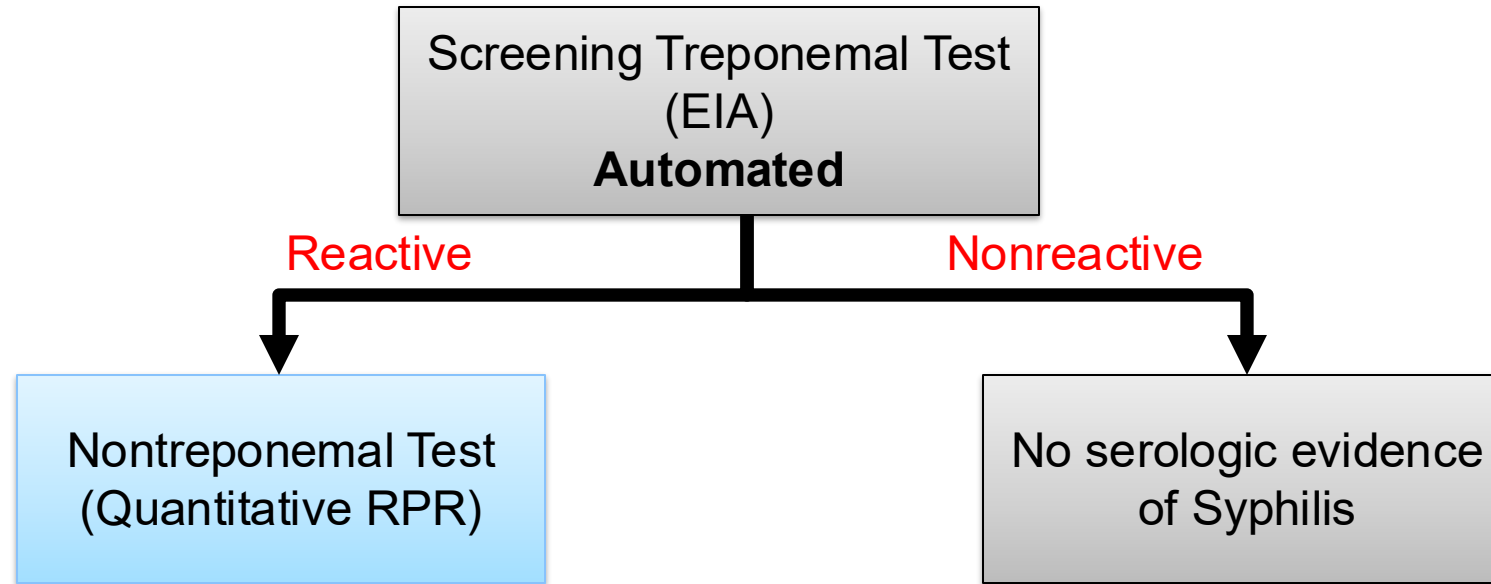 Screening Treponemal Test
(EIA)
Automated
Reactive
Nonreactive
Nontreponemal Test
(Quantitative RPR)
No serologic evidence
of Syphilis